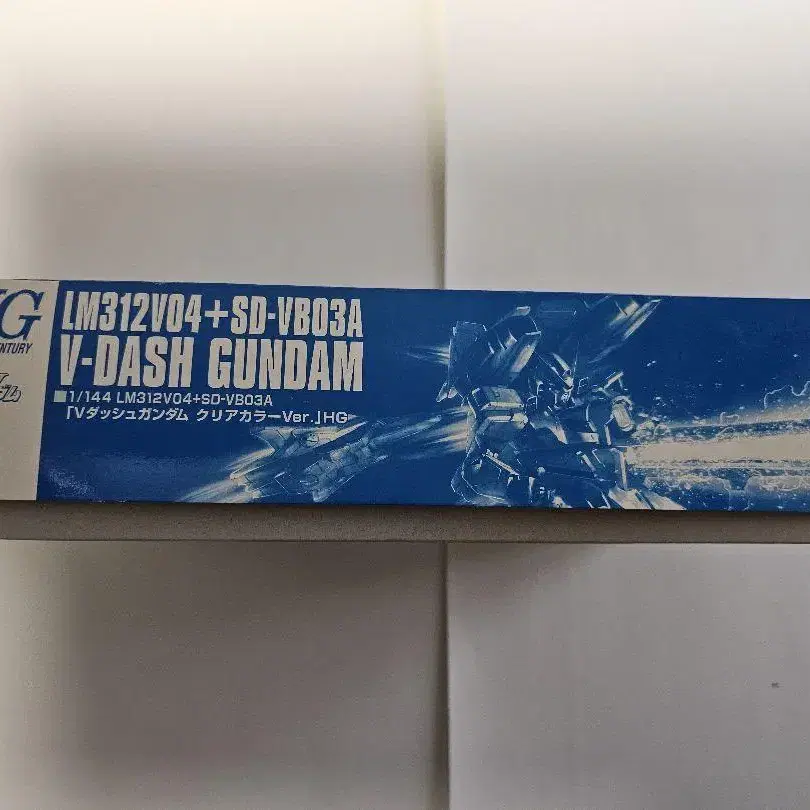 G
LM312V04+SD-VB03A
V-DASH GUNDAM
1/144 LM312V04+SD-VB03A
「Vダッシュガンダム クリアカラーVer.」HG